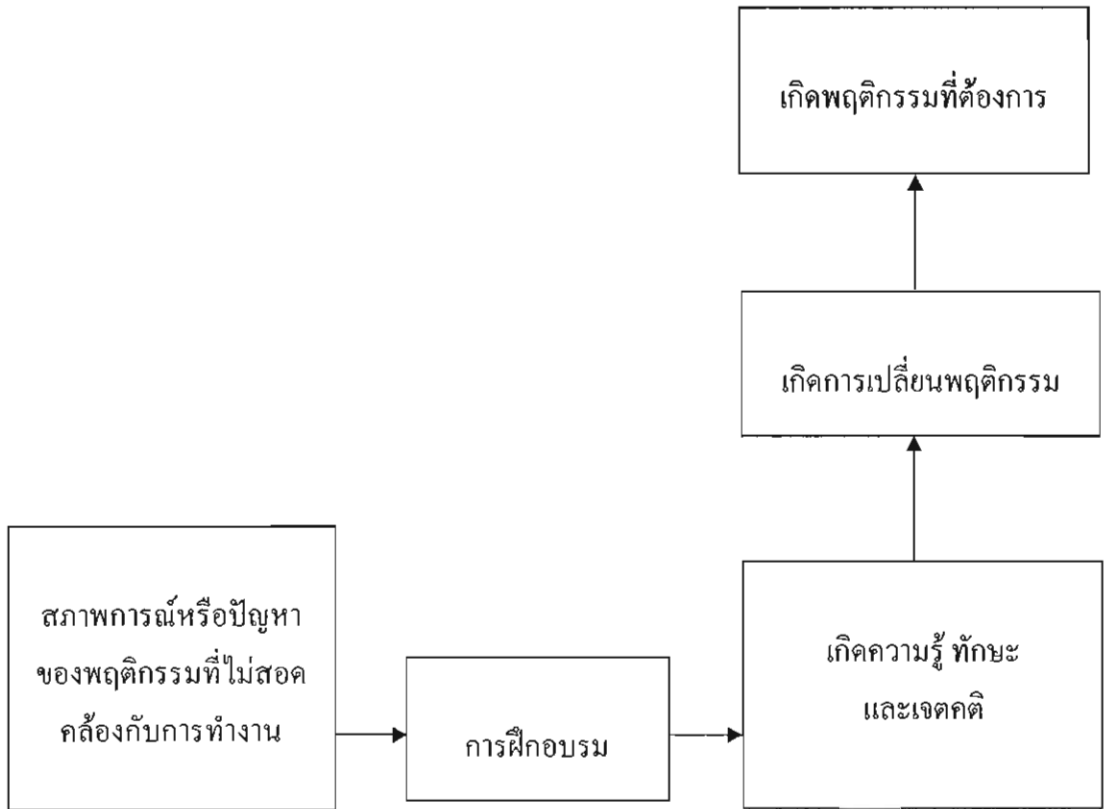 เกิดพฤติกรรมที่ต้องการ
เกิดการเปลี่ยนพฤติกรรม
สภาพการณ์หรือปัญหา
ของพฤติกรรมที่ไม่สอด
คล้องกับการทำงาน
การฝึกอบรม
เกิดความรู้ ทักษะ
และเจตคติ